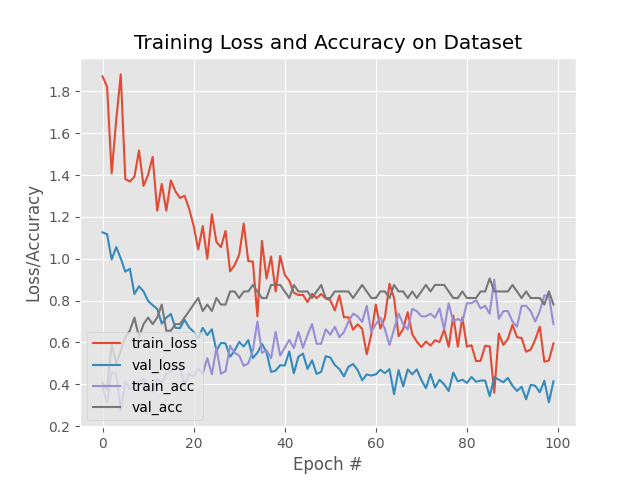 Training Loss and Accuracy on Dataset
Loss/Accuracy
1.8
1.6
1.4
1.2
1.0
0.8
0.6
0.4
0.2
train_loss
val_loss
train_acc
val_acc
0 20 40 60 80 100
Epoch #